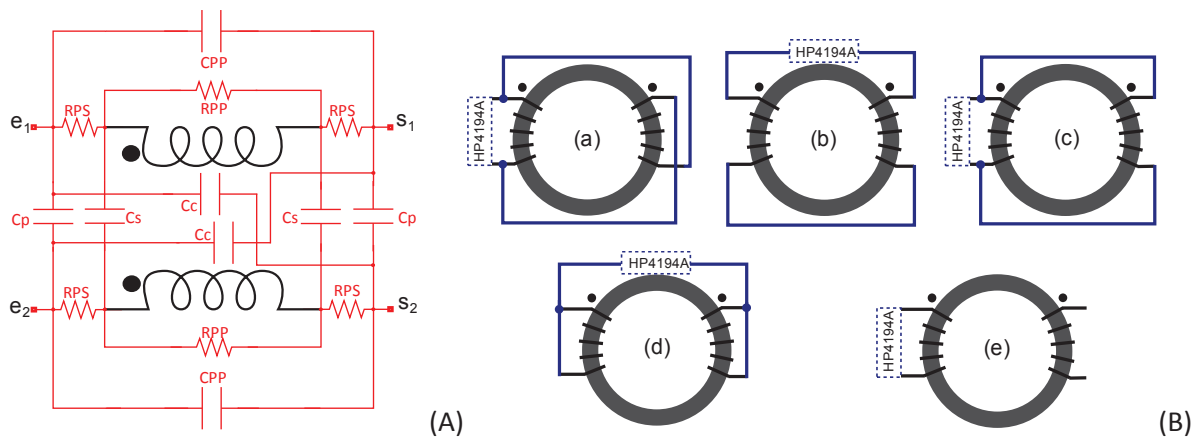 CPP
RPS RPP RPS
e1 s1
Cc
Cp Cs Cs Cp
Cc
RPS RPS
e2 s2
RPP
CPP
(A)
HP4194A
(a)
HP4194A
(b)
HP4194A
(c)
HP4194A
(d)
HP4194A
(e)
(B)